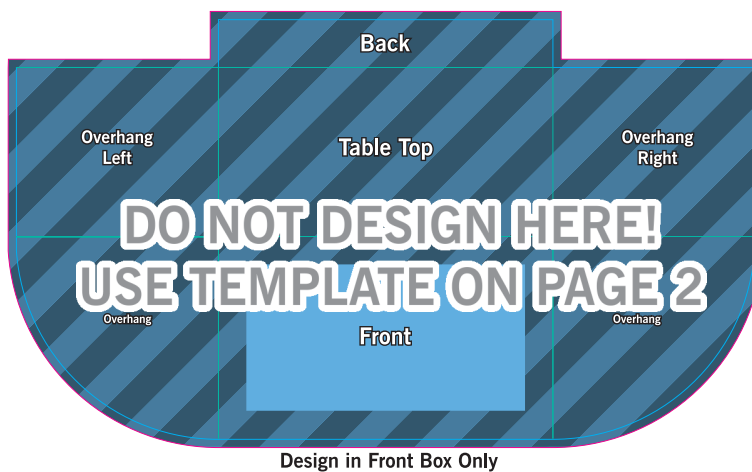 Back
Overhang
Left
Table Top
Overhang
Right
DO NOT DESIGN HERE!
USE TEMPLATE ON PAGE 2
Overhang
Front
Overhang
Design in Front Box Only